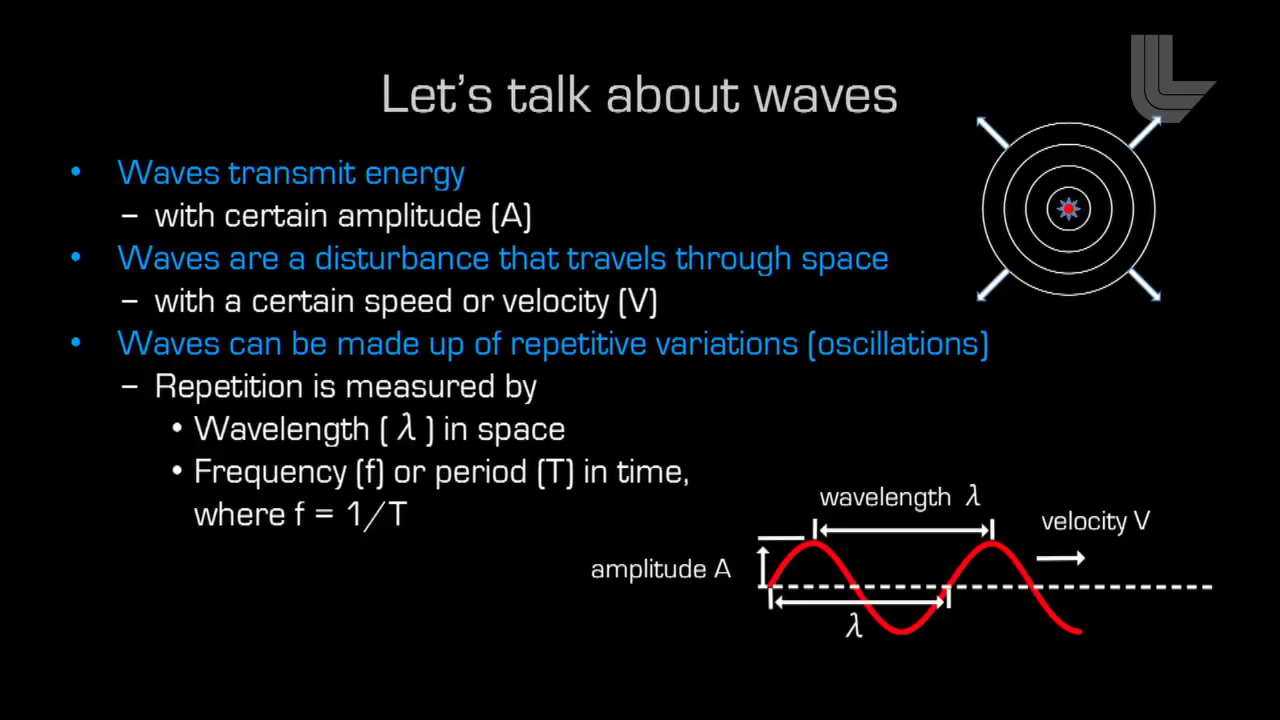 Let's talk about waves
• Waves transmit energy
– with certain amplitude (A)
• Waves are a disturbance that travels through space
– with a certain speed or velocity (V)
• Waves can be made up of repetitive variations (oscillations)
– Repetition is measured by
• Wavelength ( λ ) in space
• Frequency (f) or period (T) in time,
where f = 1/T
wavelength λ
velocity V
amplitude A
λ